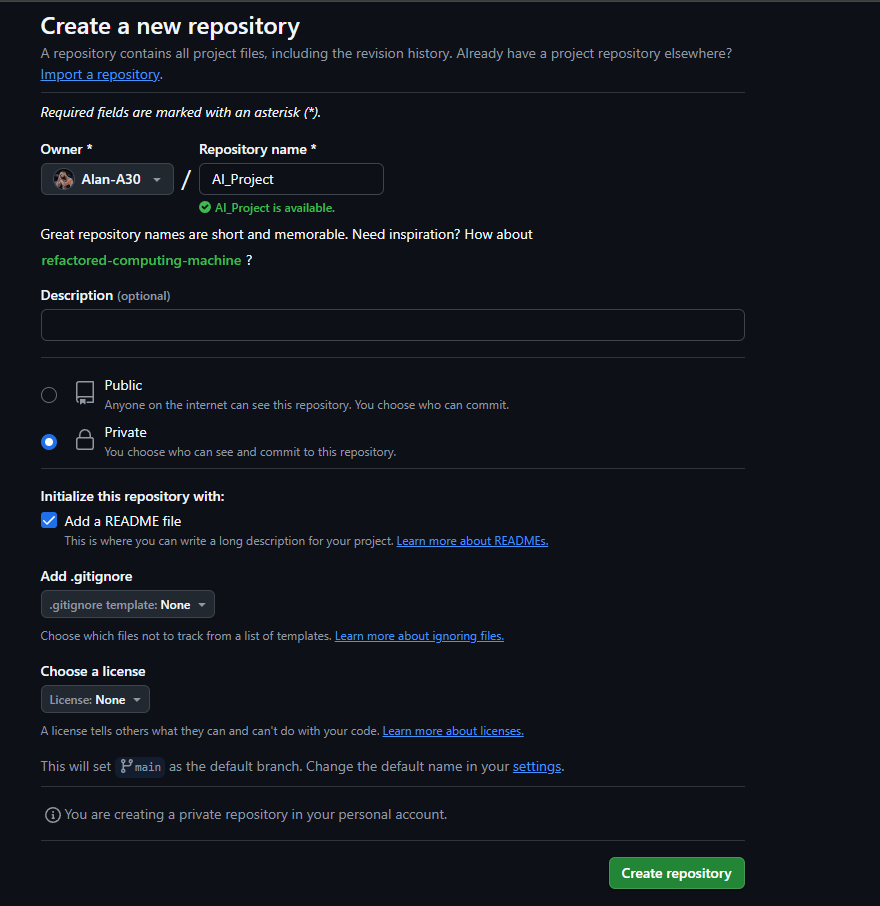 Create a new repository
A repository contains all project files, including the revision history. Already have a project repository elsewhere?
Import a repository.
Required fields are marked with an asterisk (*).
Owner *
Repository name *
Alan-A30
/
AI_Project
AI_Project is available.
Great repository names are short and memorable. Need inspiration? How about
refactored-computing-machine ?
Description (optional)
Public
Anyone on the internet can see this repository. You choose who can commit.
Private
You choose who can see and commit to this repository.
Initialize this repository with:
Add a README file
This is where you can write a long description for your project. Learn more about READMEs.
Add .gitignore
.gitignore template: None
Choose which files not to track from a list of templates. Learn more about ignoring files.
Choose a license
License: None
A license tells others what they can and can't do with your code. Learn more about licenses.
This will set main as the default branch. Change the default name in your settings.
You are creating a private repository in your personal account.
Create repository